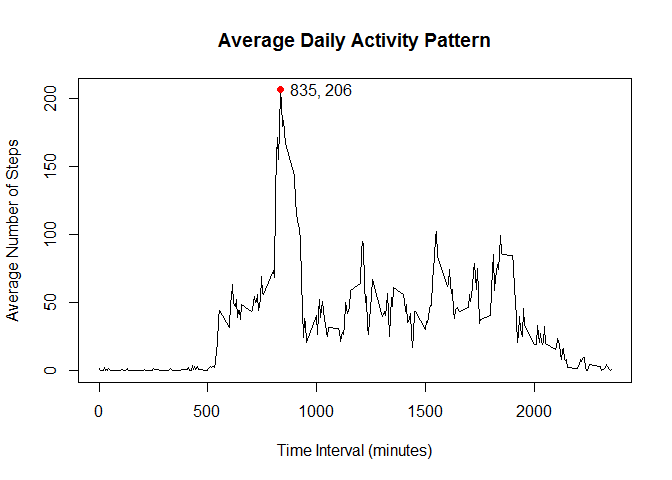 Average Daily Activity Pattern
835, 206
200
150
100
50
0
Average Number of Steps
0 500 1000 1500 2000
Time Interval (minutes)